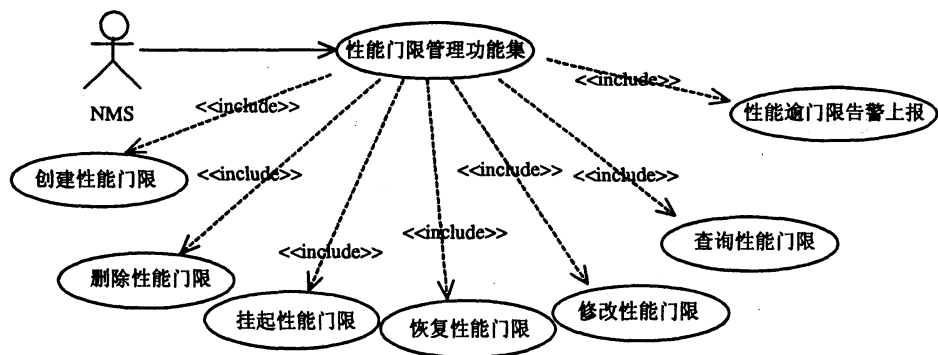 性能门限管理功能集
<<include>>
<<include>>
性能逾门限告警上报
NMS
创建性能门限
<<include>>
<<include>>
<<include>>
查询性能门限
<<include>>
<<include>>
删除性能门限
挂起性能门限
恢复性能门限
修改性能门限